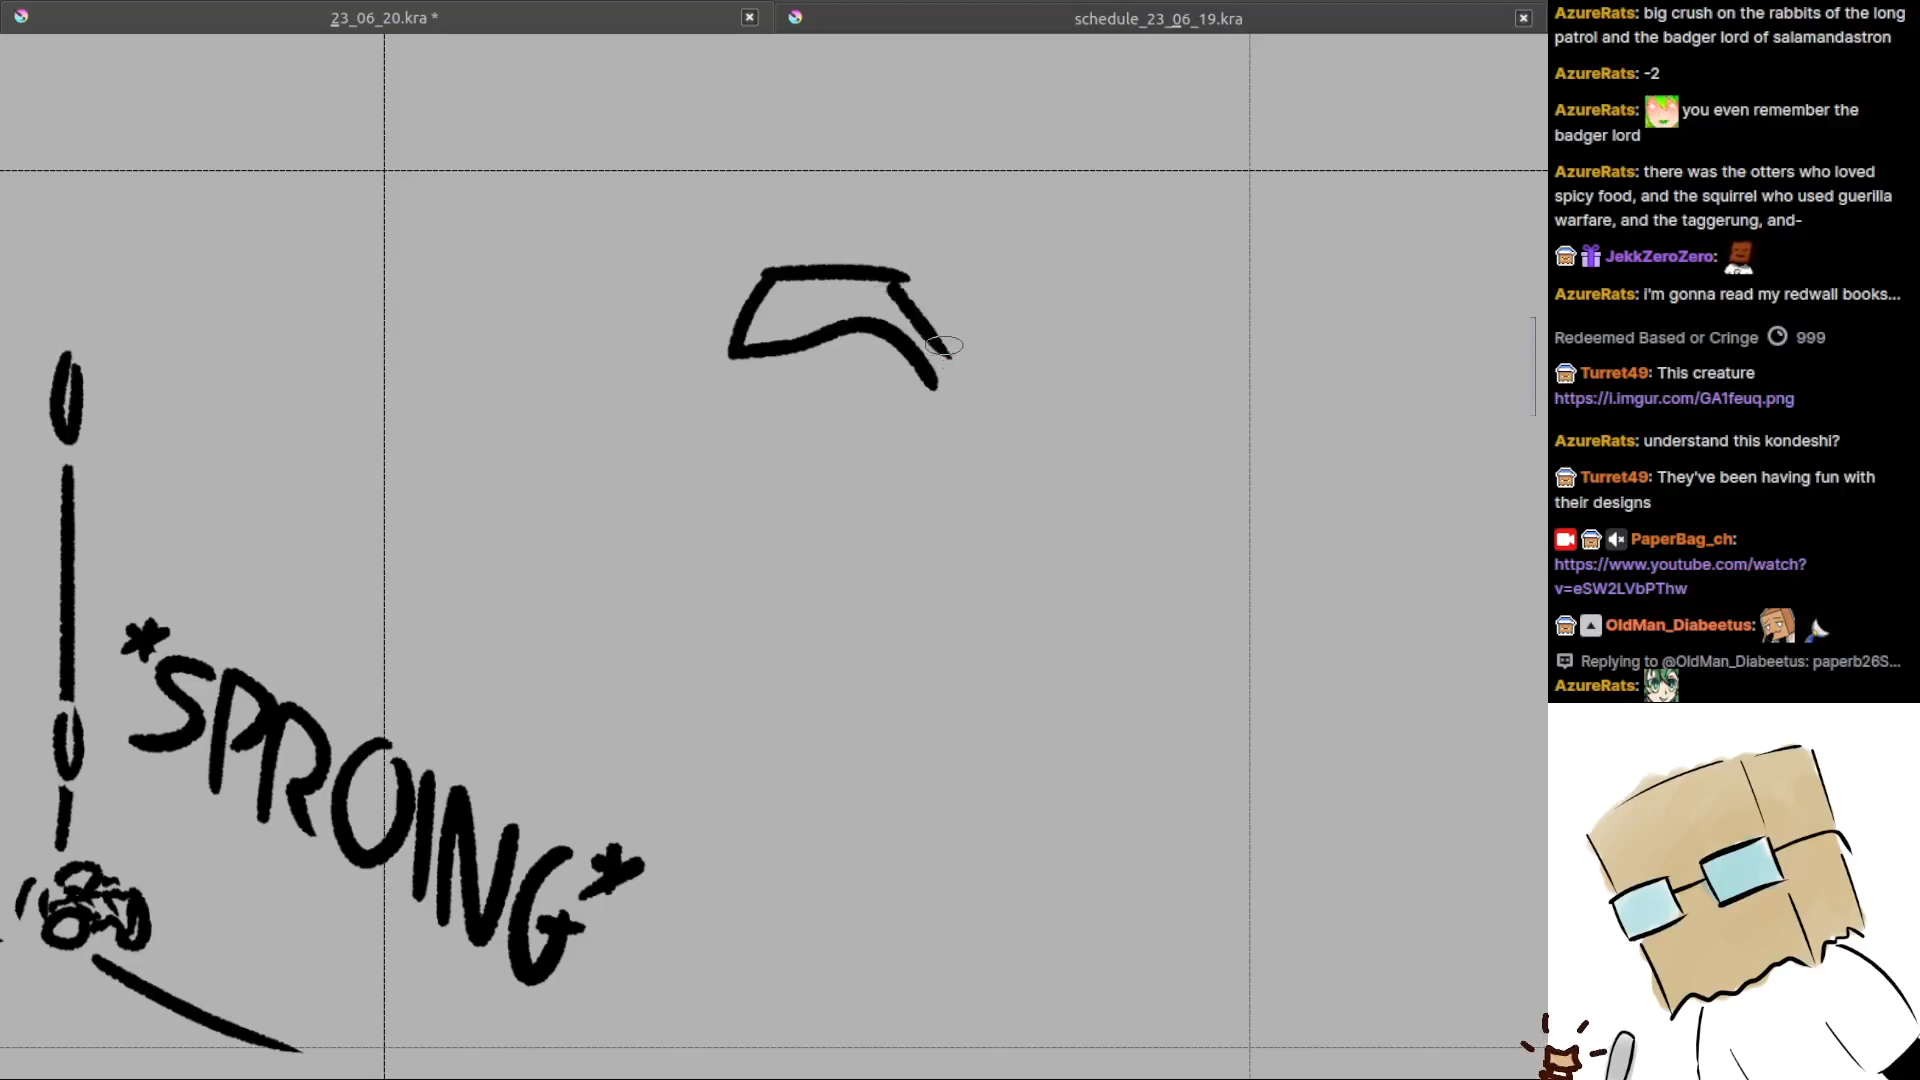 23_06_20.kra *
schedule_23_06_19.kra
AzureRats: big crush on the rabbits of the long
patrol and the badger lord of salamandastron
AzureRats: -2
AzureRats: you even remember the
badger lord
AzureRats: there was the otters who loved
spicy food, and the squirrel who used guerilla
warfare, and the taggerung, and-
JekkZeroZero:
AzureRats: i'm gonna read my redwall books...
Redeemed Based or Cringe 999
Turret49: This creature
https://i.imgur.com/GA1feuq.png
AzureRats: understand this kondeshi?
Turret49: They've been having fun with
their designs
PaperBag_ch:
https://www.youtube.com/watch?
v=eSW2LVbPThw
OldMan_Diabeetus:
Replying to @OldMan_Diabeetus: paperb26S...
AzureRats:
*SPROING*